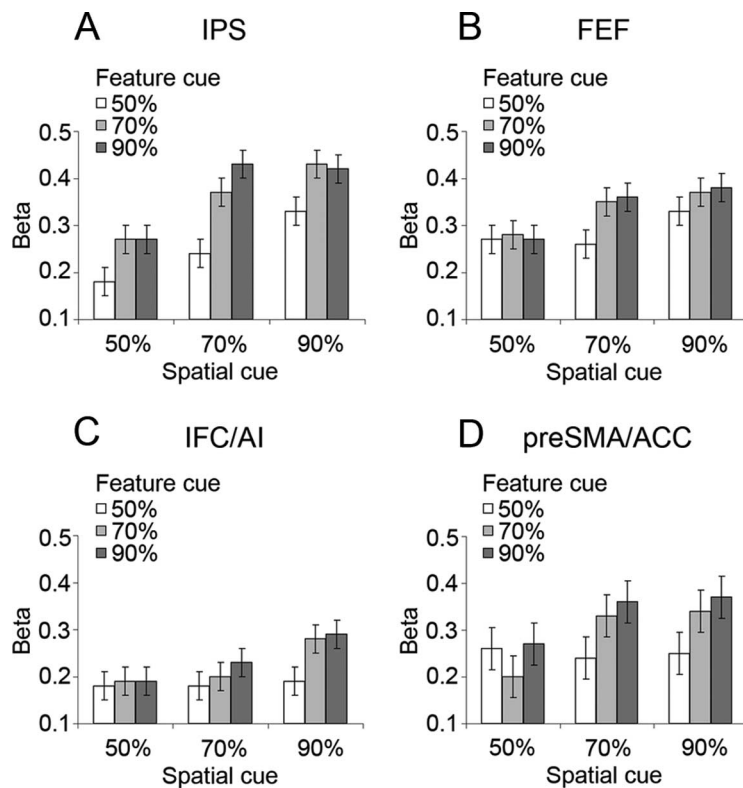 A IPS
Feature cue
50%
70%
90%
Beta
0.5
0.4
0.3
0.2
0.1
50% 70% 90%
Spatial cue
B FEF
Feature cue
50%
70%
90%
Beta
0.5
0.4
0.3
0.2
0.1
50% 70% 90%
Spatial cue
C IFC/AI
Feature cue
50%
70%
90%
Beta
0.5
0.4
0.3
0.2
0.1
50% 70% 90%
Spatial cue
D preSMA/ACC
Feature cue
50%
70%
90%
Beta
0.5
0.4
0.3
0.2
0.1
50% 70% 90%
Spatial cue